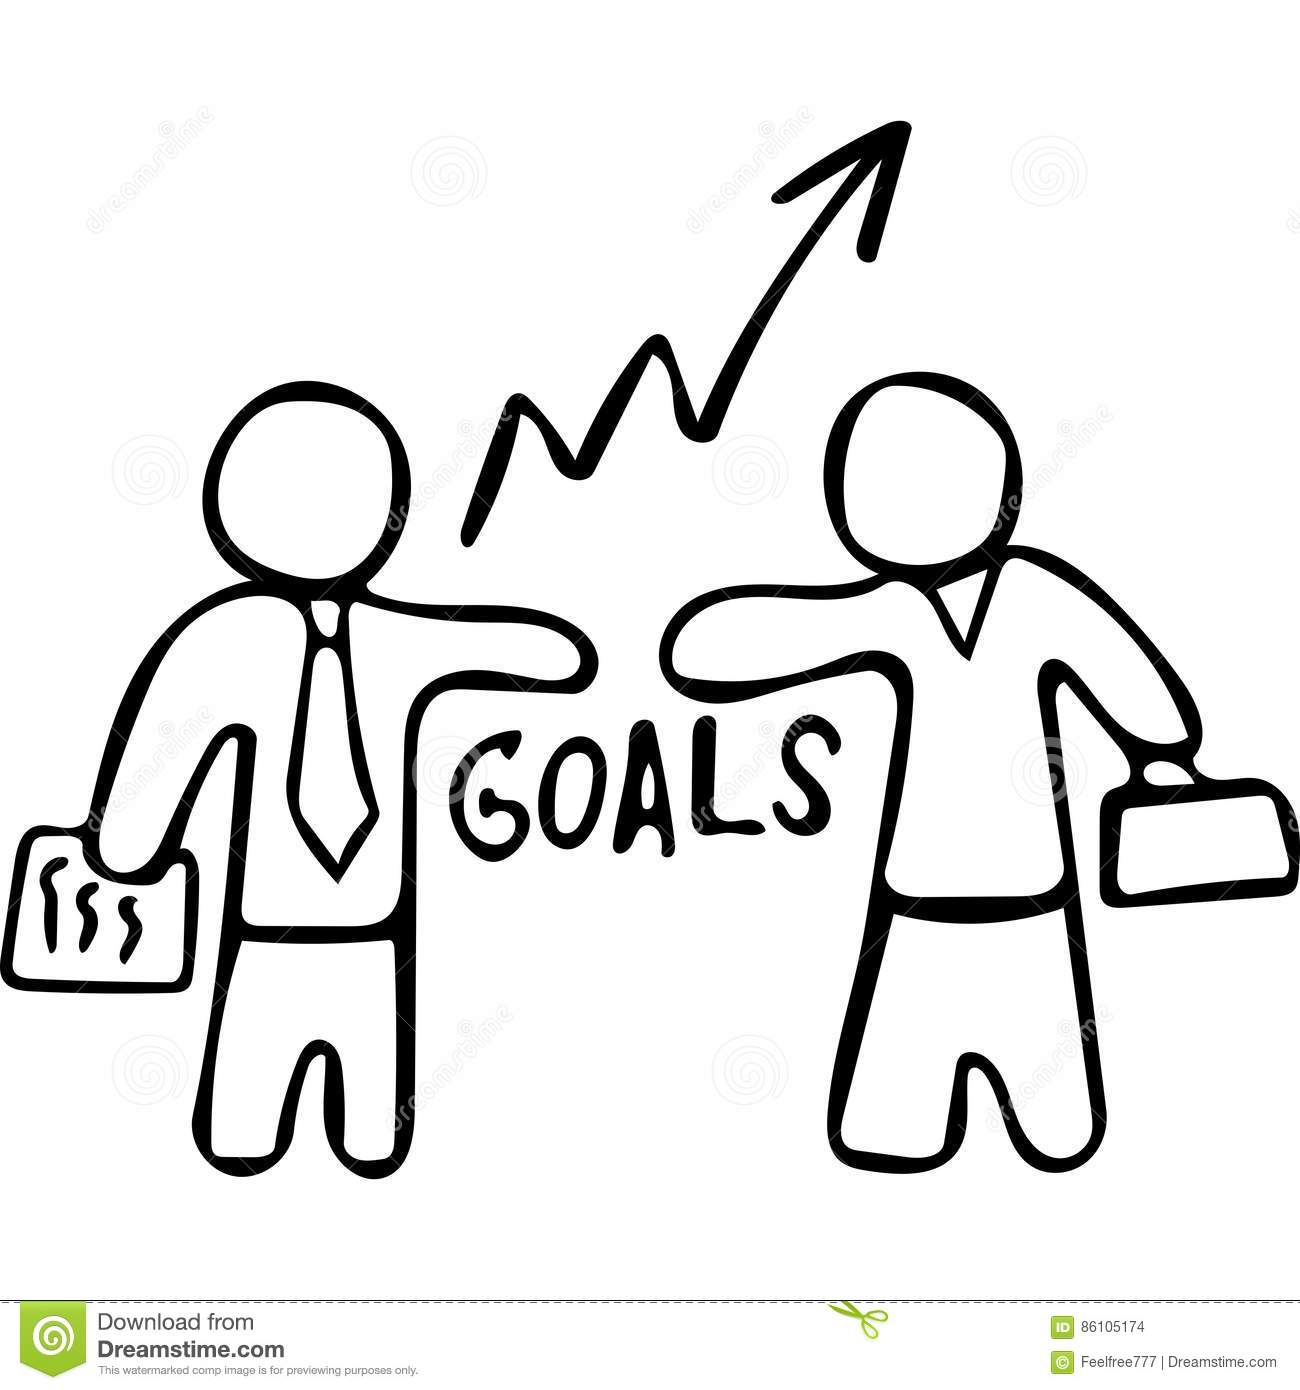 GOALS
Download from
Dreamstime.com
This watermarked comp image is for previewing purposes only.
ID 86105174
© Feelfree777 | Dreamstime.com
dreamstime